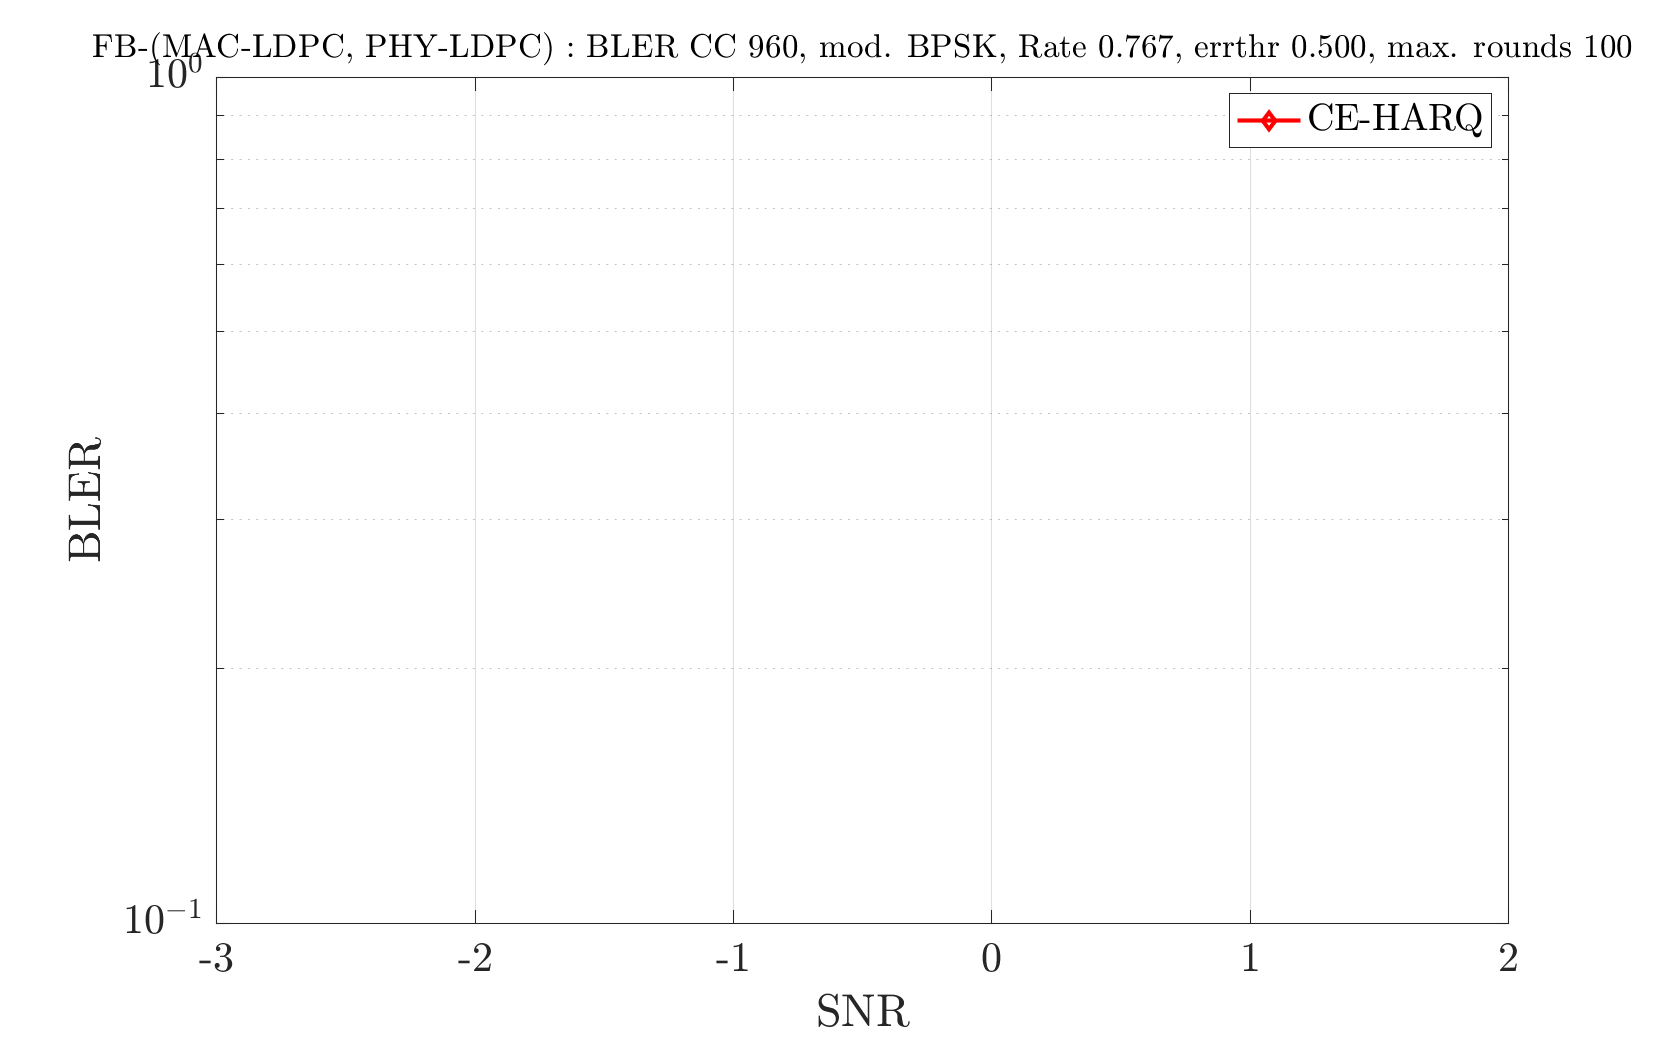 FB-(MAC-LDPC, PHY-LDPC) : BLER CC 960, mod. BPSK, Rate 0.767, errthr 0.500, max. rounds 100
10^0
CE-HARQ
BLER
10^{-1}
-3 -2 -1 0 1 2
SNR